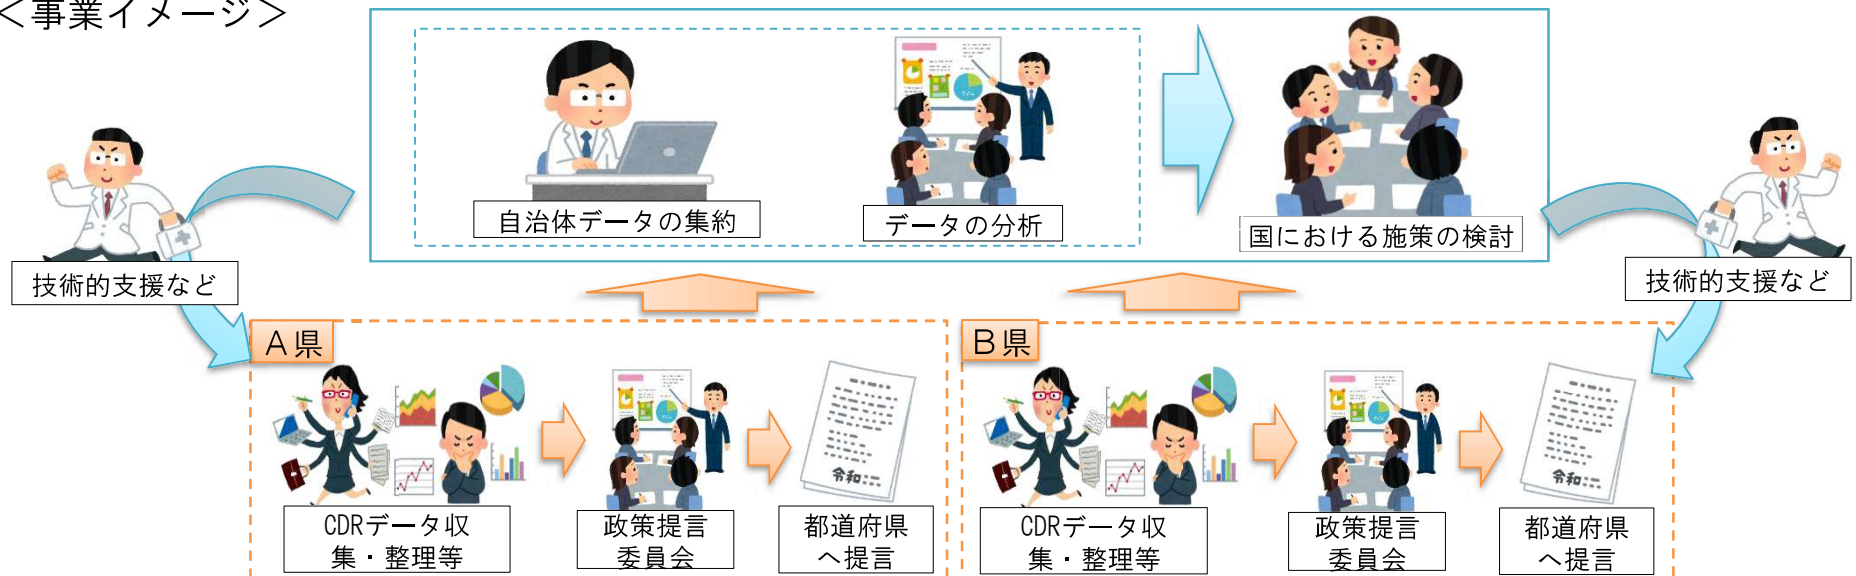 ＜事業イメージ＞
自治体データの集約
データの分析
国における施策の検討
技術的支援など
技術的支援など
A県
CDRデータ収
集・整理等
政策提言
委員会
令和
都道府県
へ提言
B県
CDRデータ収
集・整理等
政策提言
委員会
令和
都道府県
へ提言